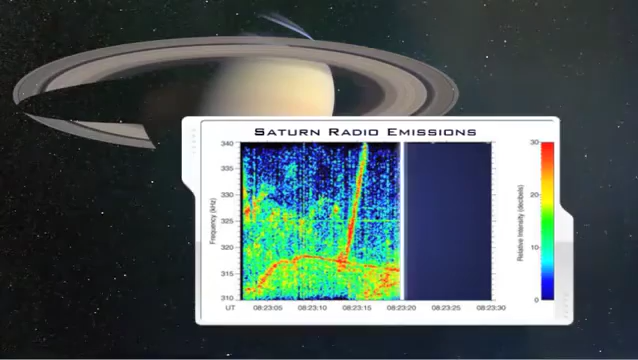 SATURN RADIO EMISSIONS
340
335
330
325
320
315
310
Frequency (kHz)
UT 08:23:05 08:23:10 08:23:15 08:23:20 08:23:25 08:23:30
30
20
10
0
Relative Intensity (decibels)